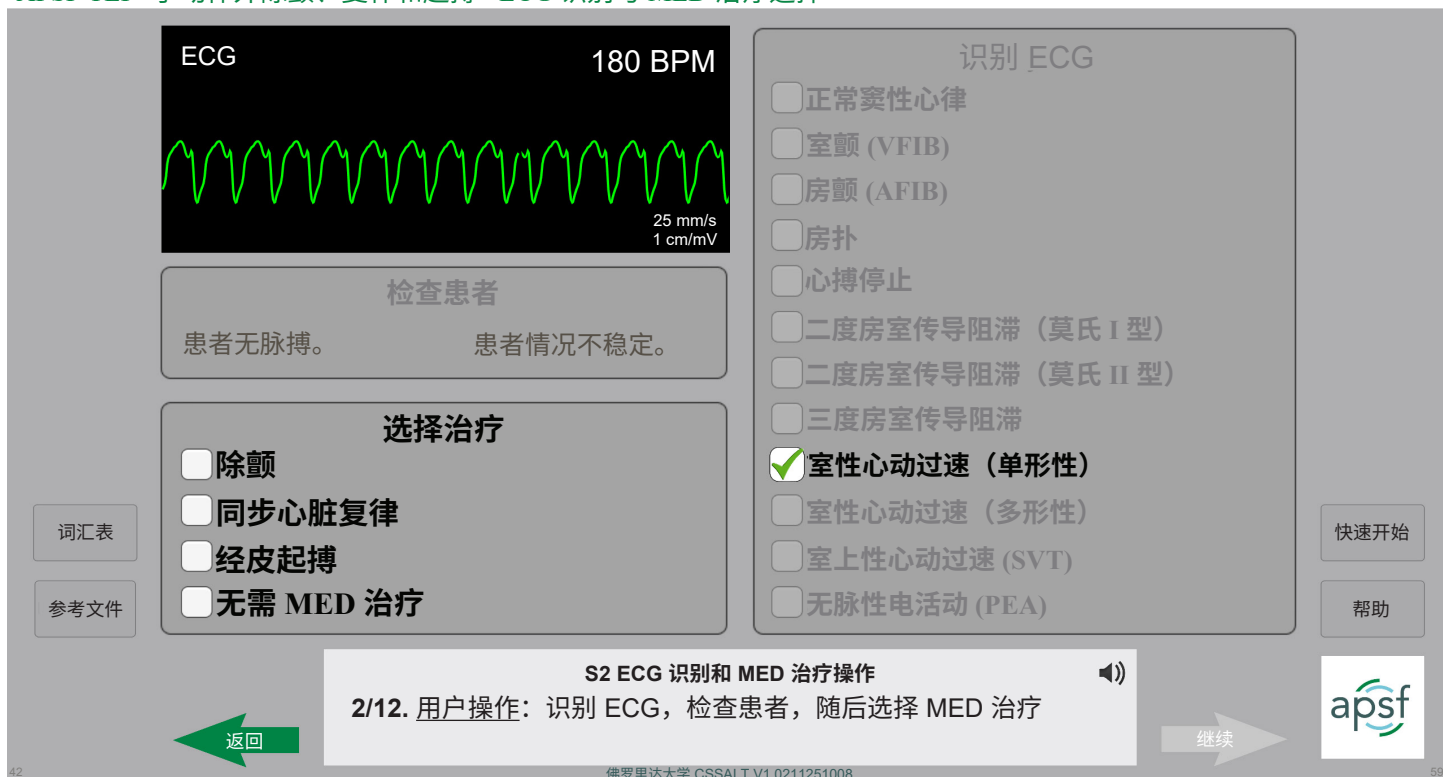 ECG
180 BPM
25 mm/s
1 cm/mV
检查患者
患者无脉搏。
患者情况不稳定。
选择治疗
除颤
同步心脏复律
经皮起搏
无需 MED 治疗
识别 ECG
正常窦性心律
室颤 (VFIB)
房颤 (AFIB)
房扑
心搏停止
二度房室传导阻滞（莫氏 I 型）
二度房室传导阻滞（莫氏 II 型）
三度房室传导阻滞
室性心动过速（单形性）
室性心动过速（多形性）
室上性心动过速 (SVT)
无脉性电活动 (PEA)
词汇表
参考文件
快速开始
帮助
S2 ECG 识别和 MED 治疗操作
2/12. 用户操作：识别 ECG，检查患者，随后选择 MED 治疗
返回
继续
apsf
42
佛罗里达大学 CSSALT V1.0211251008
59